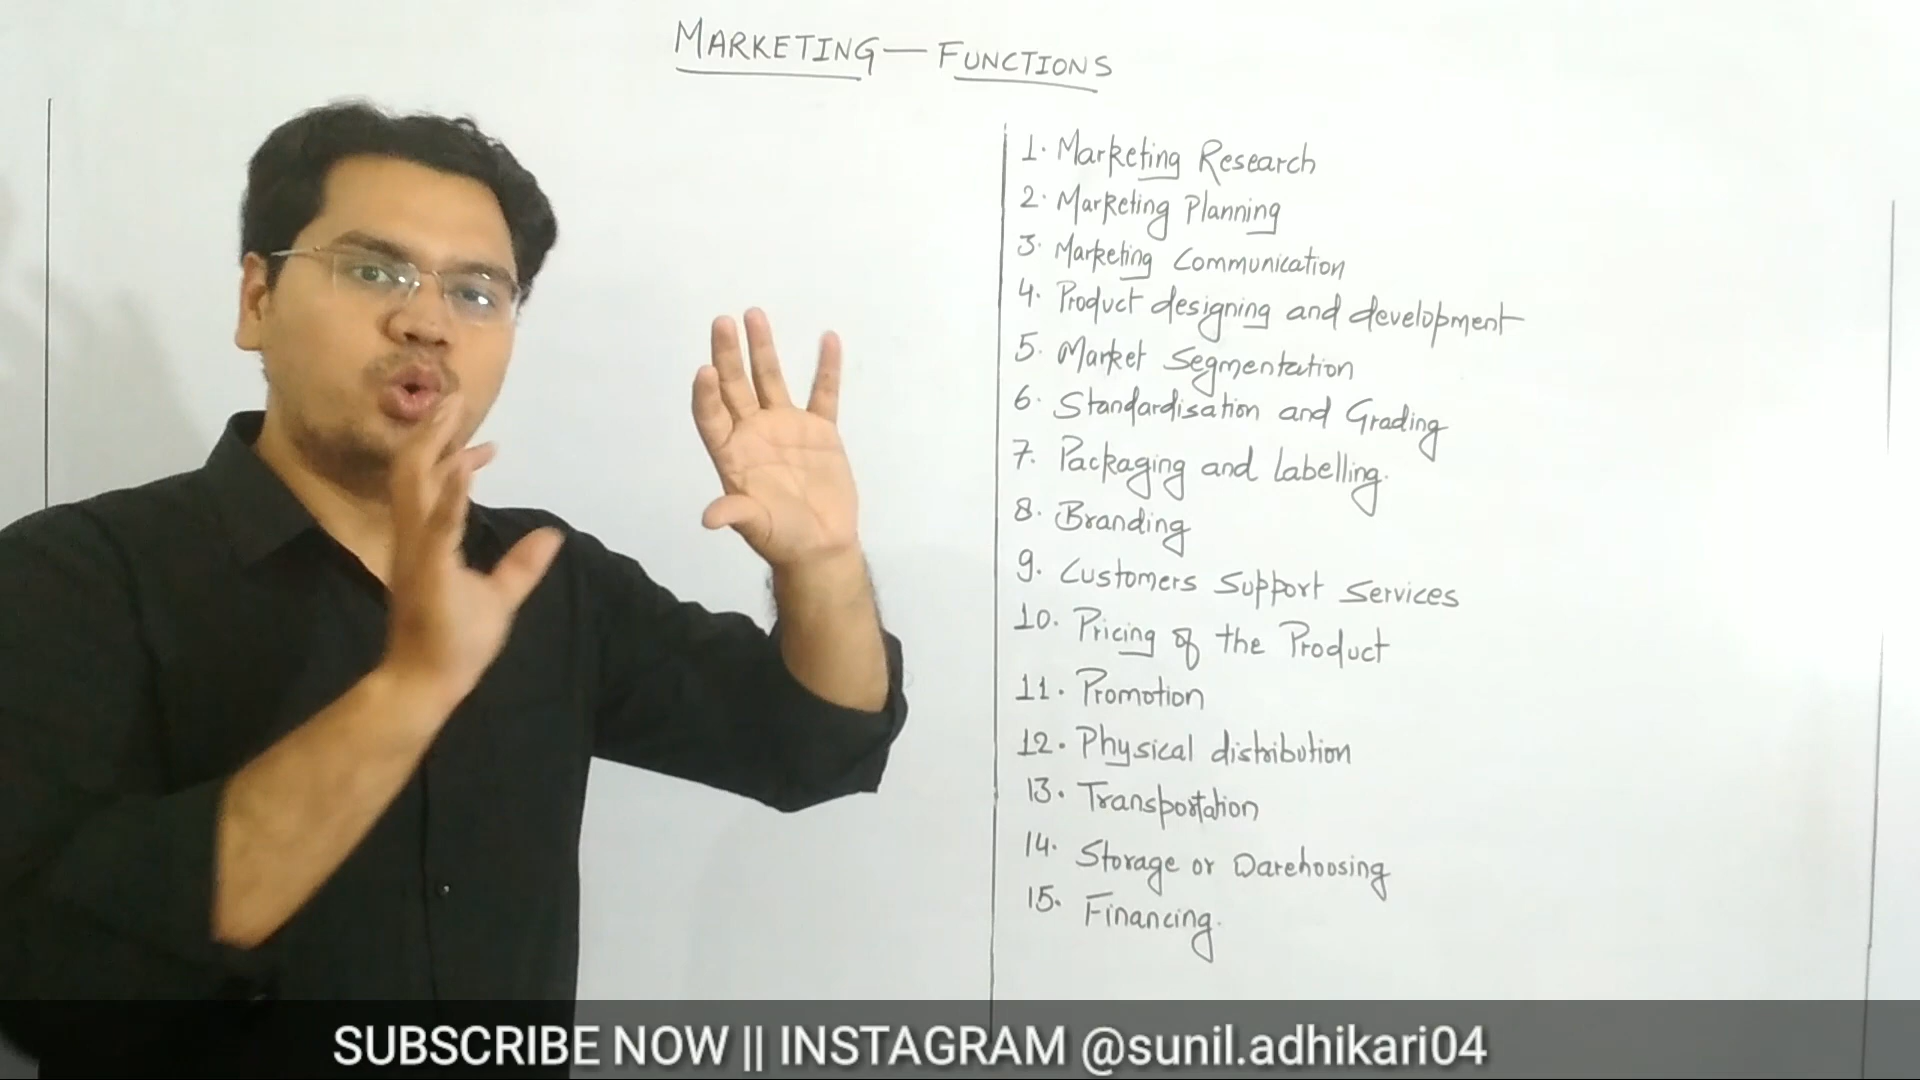 MARKETING — FUNCTIONS
1. Marketing Research
2. Marketing Planning
3. Marketing Communication
4. Product designing and development
5. Market Segmentation
6. Standardisation and Grading
7. Packaging and Labelling.
8. Branding
9. Customers Support Services
10. Pricing of the Product
11. Promotion
12. Physical distribution
13. Transportation
14. Storage or Warehoosing
15. Financing.
SUBSCRIBE NOW || INSTAGRAM @sunil.adhikari04